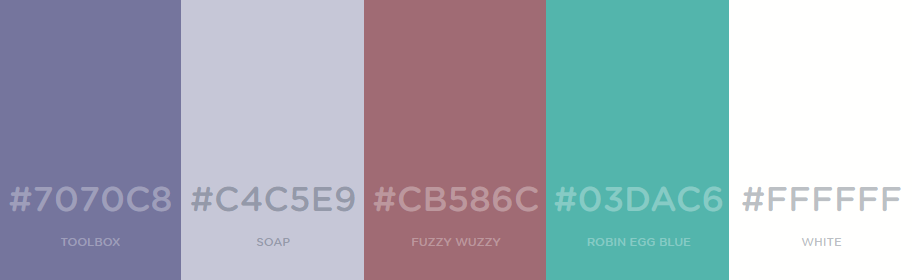 #7070C8 #C4C5E9 #CB586C #03DAC6 #FFFFFF
TOOLBOX SOAP FUZZY WUZZY ROBIN EGG BLUE WHITE